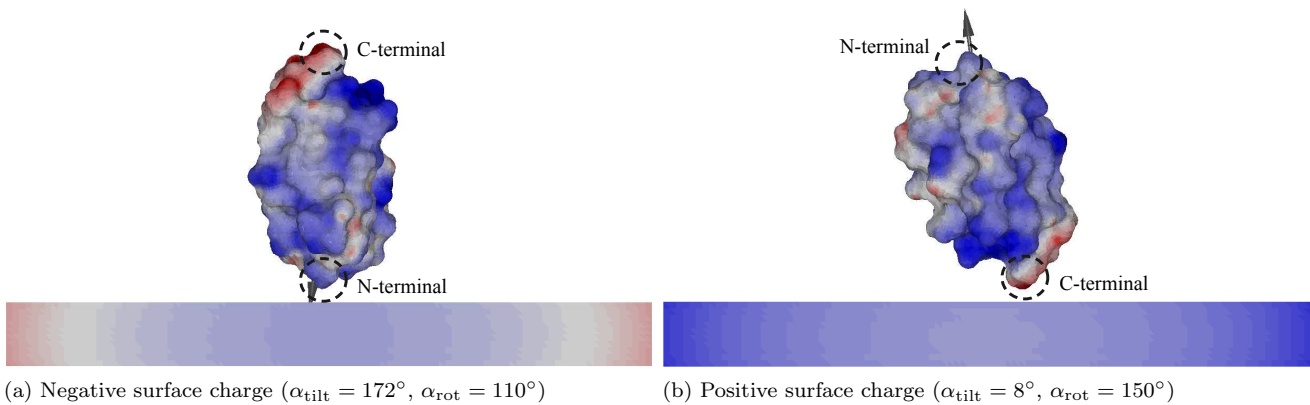 C-terminal
N-terminal
N-terminal
C-terminal
(a) Negative surface charge (α_tilt = 172°, α_rot = 110°)
(b) Positive surface charge (α_tilt = 8°, α_rot = 150°)